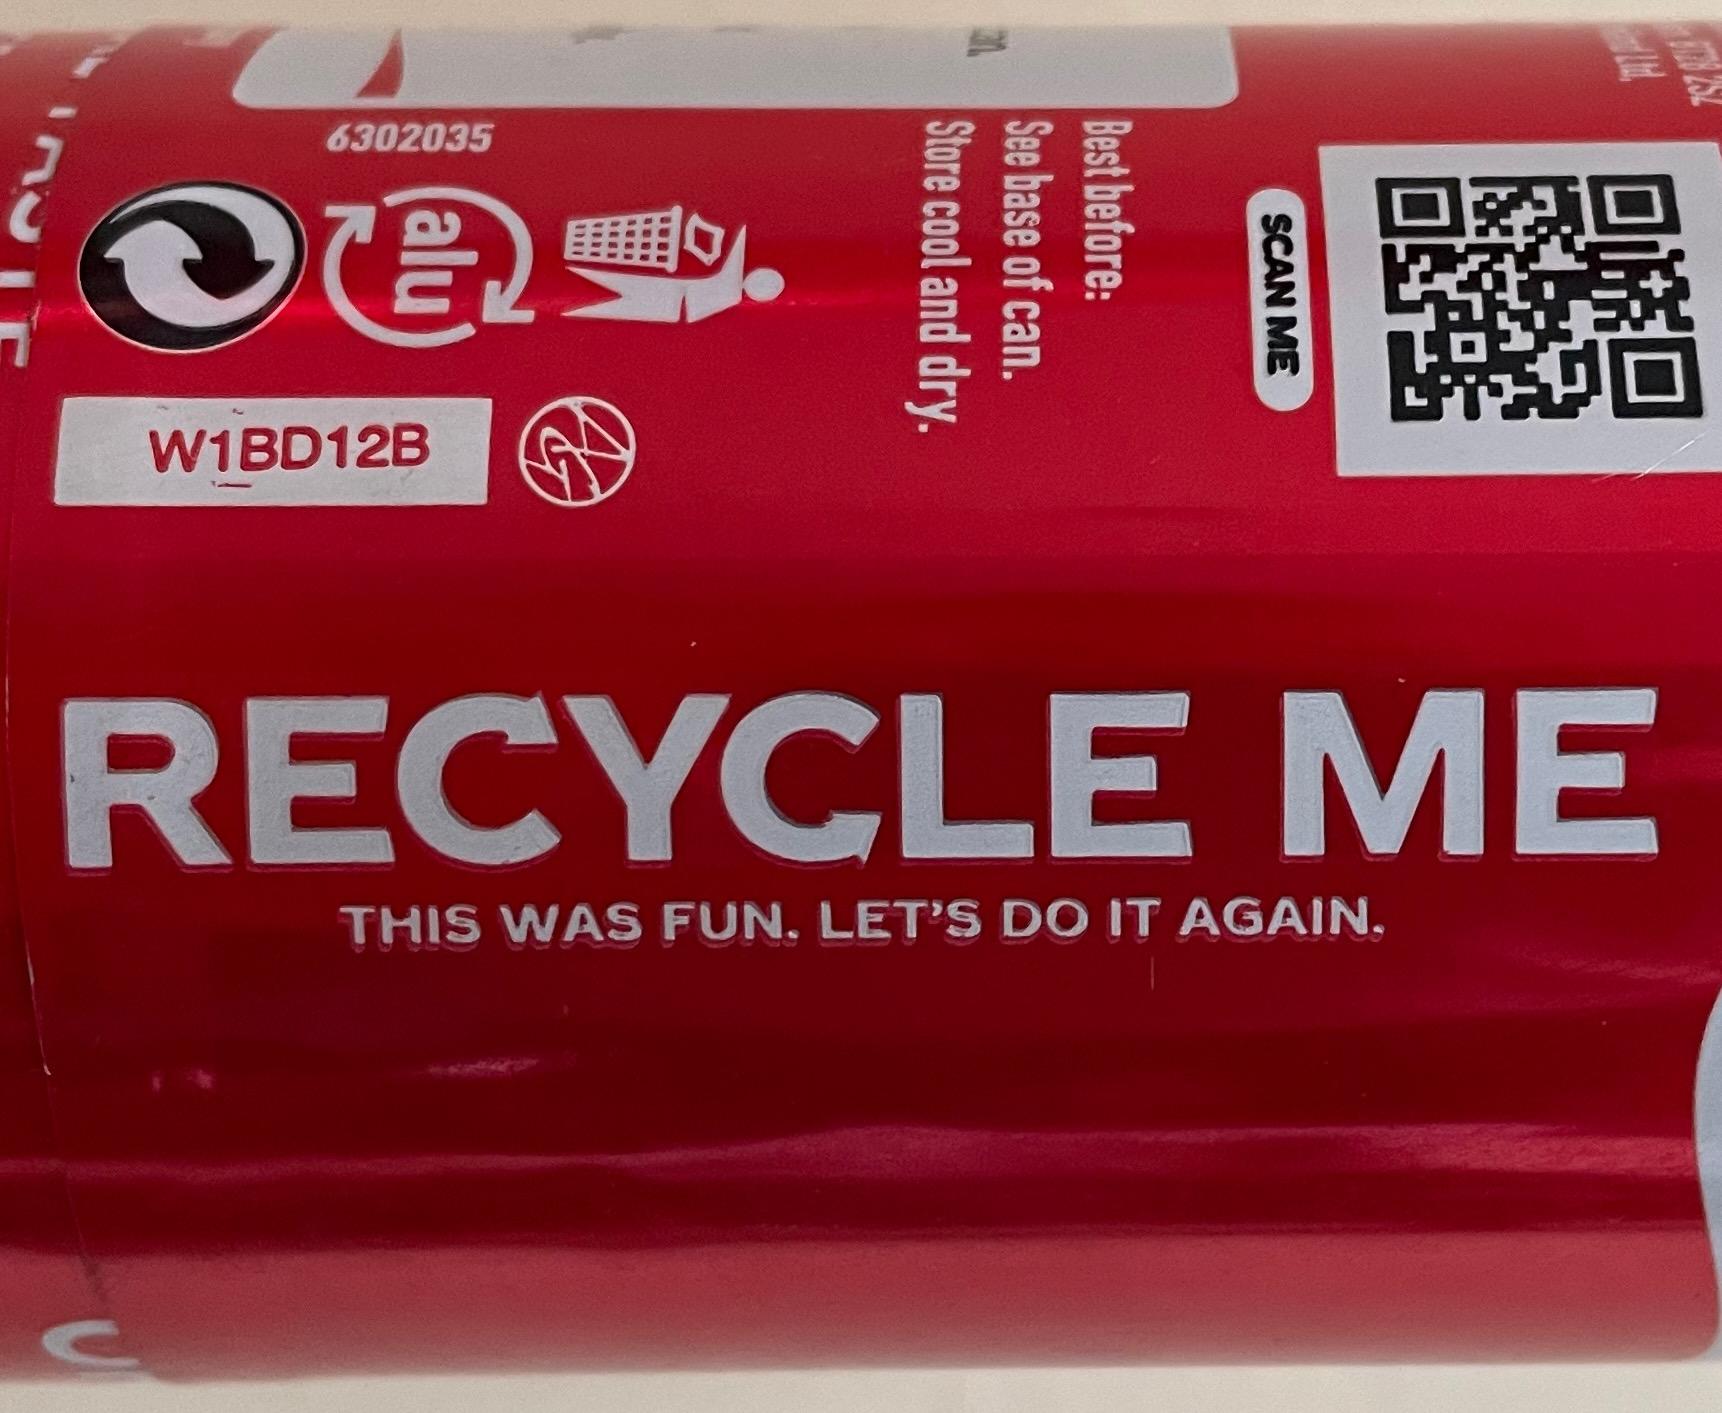 6302035
alu
Best before:
See base of can.
Store cool and dry.
SCAN ME
W1BD12B
RECYCLE ME
THIS WAS FUN. LET'S DO IT AGAIN.